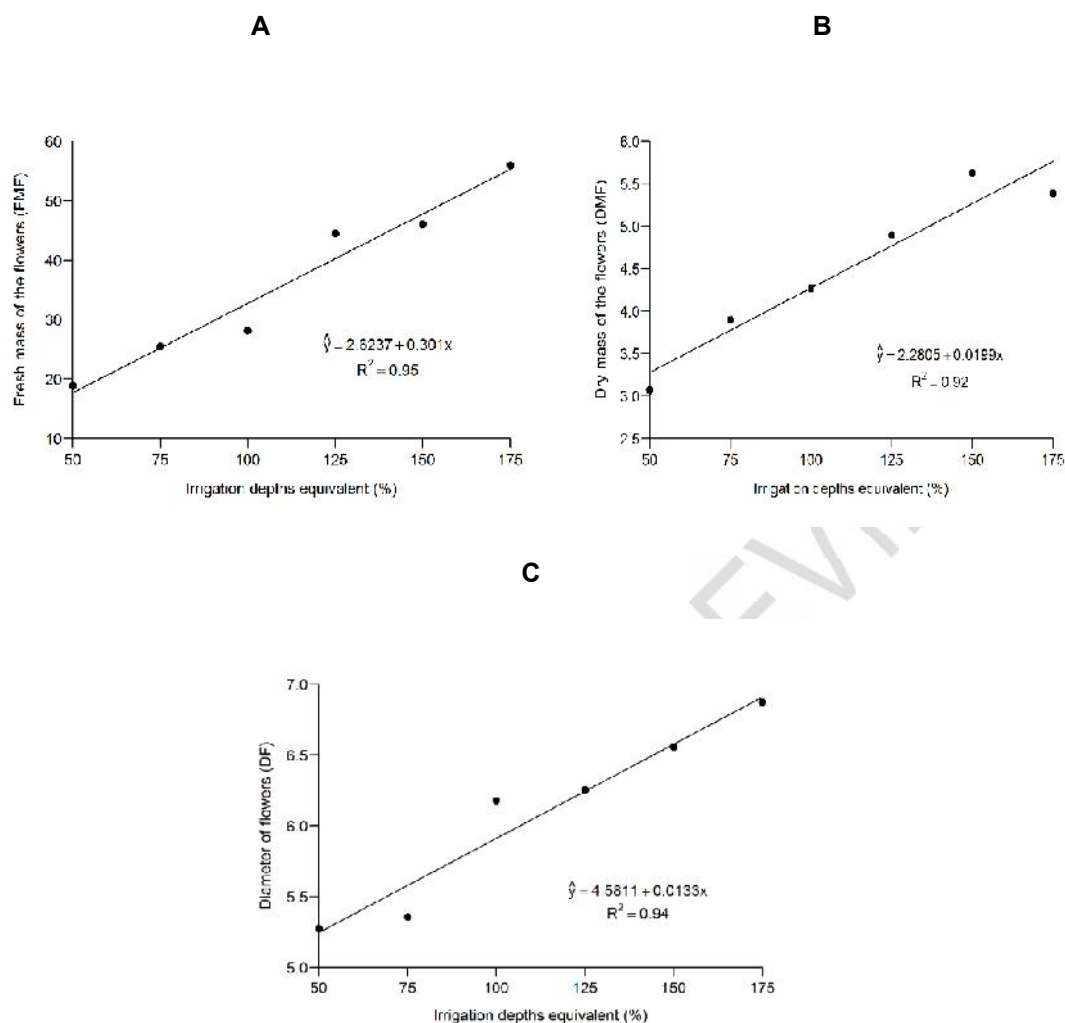 A
B
60
50
40
30
20
10
50 75 100 125 150 175
Fresh mass of the flowers (FMF)
ŷ = 2.6237+0.301x
R² = 0.95
Irrigation depths equivalent (%)
6.0
5.5
5.0
4.5
4.0
3.5
3.0
2.5
50 75 100 125 150 175
Dry mass of the flowers (DMF)
ŷ = 2.2805+0.0199x
R² = 0.92
Irrigation depths equivalent (%)
C
7.0
6.5
6.0
5.5
5.0
50 75 100 125 150 175
Diameter of flowers (DF)
ŷ = 4.5811+0.0133x
R² = 0.94
Irrigation depths equivalent (%)